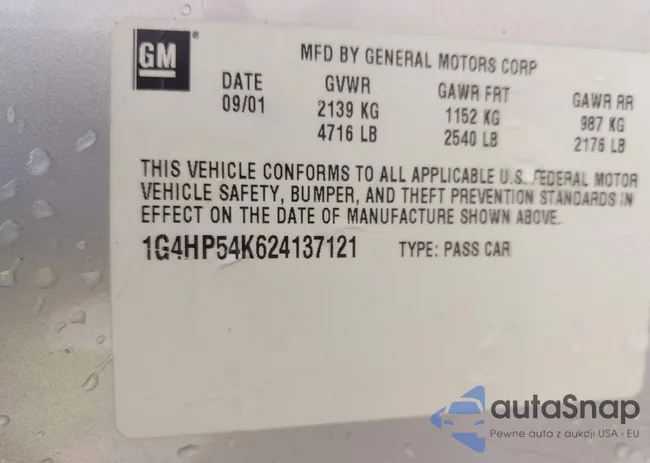 GM ®
MFD BY GENERAL MOTORS CORP
DATE GVWR GAWR FRT GAWR RR
09/01 2139 KG 1152 KG 987 KG
4716 LB 2540 LB 2176 LB
THIS VEHICLE CONFORMS TO ALL APPLICABLE U.S. FEDERAL MOTOR
VEHICLE SAFETY, BUMPER, AND THEFT PREVENTION STANDARDS IN
EFFECT ON THE DATE OF MANUFACTURE SHOWN ABOVE.
1G4HP54K624137121 TYPE: PASS CAR
autaSnap
Pewne auta z aukcji USA · EU